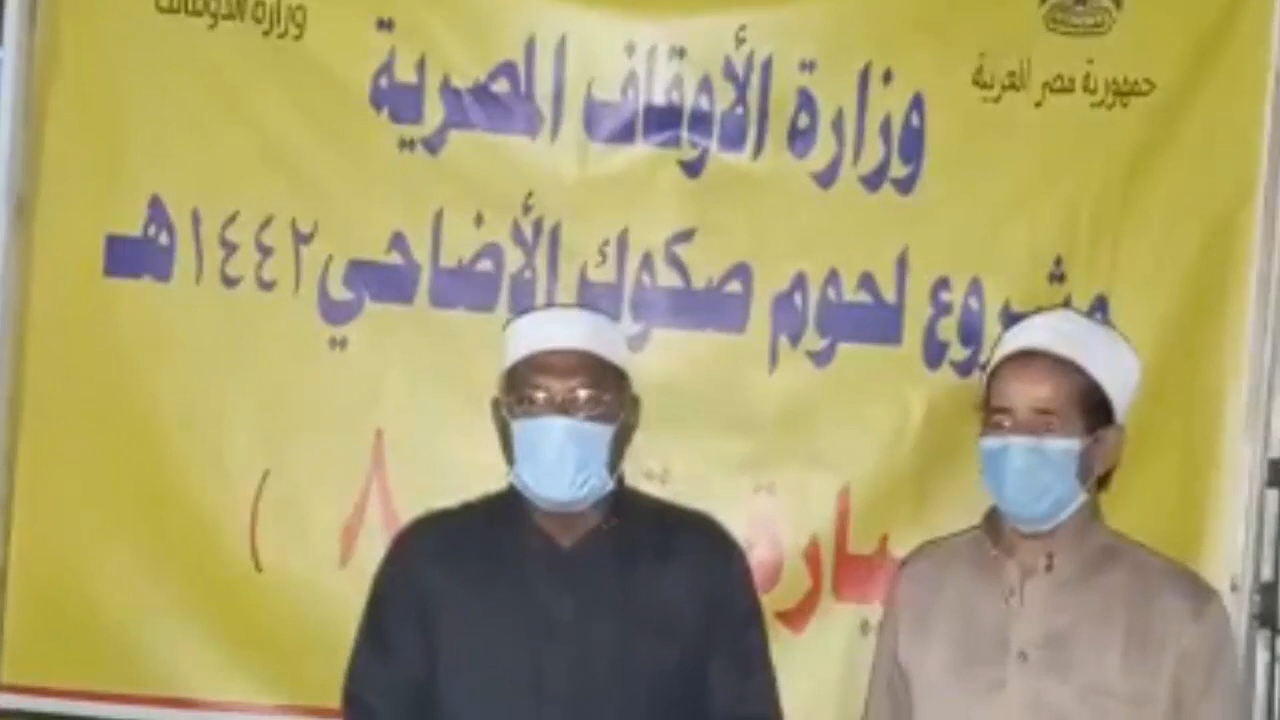 جمهورية مصر العربية
وزارة الأوقاف
وزارة الأوقاف المصرية
مشروع لحوم صكوك الأضاحي ١٤٤٢هـ